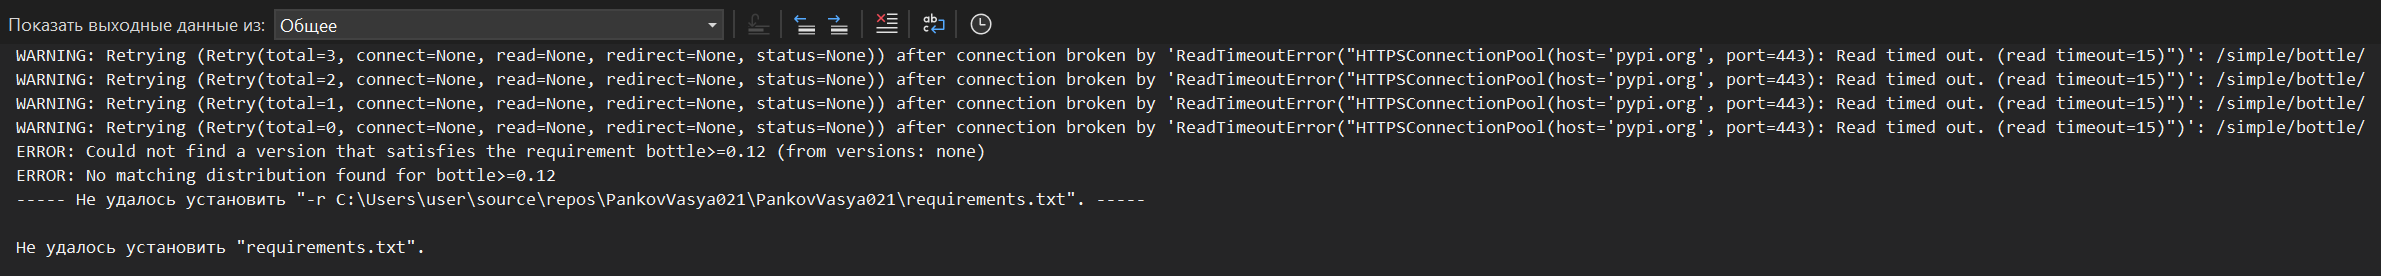 Показать выходные данные из: Общее
WARNING: Retrying (Retry(total=3, connect=None, read=None, redirect=None, status=None)) after connection broken by 'ReadTimeoutError("HTTPSConnectionPool(host='pypi.org', port=443): Read timed out. (read timeout=15)")': /simple/bottle/
WARNING: Retrying (Retry(total=2, connect=None, read=None, redirect=None, status=None)) after connection broken by 'ReadTimeoutError("HTTPSConnectionPool(host='pypi.org', port=443): Read timed out. (read timeout=15)")': /simple/bottle/
WARNING: Retrying (Retry(total=1, connect=None, read=None, redirect=None, status=None)) after connection broken by 'ReadTimeoutError("HTTPSConnectionPool(host='pypi.org', port=443): Read timed out. (read timeout=15)")': /simple/bottle/
WARNING: Retrying (Retry(total=0, connect=None, read=None, redirect=None, status=None)) after connection broken by 'ReadTimeoutError("HTTPSConnectionPool(host='pypi.org', port=443): Read timed out. (read timeout=15)")': /simple/bottle/
ERROR: Could not find a version that satisfies the requirement bottle>=0.12 (from versions: none)
ERROR: No matching distribution found for bottle>=0.12
----- Не удалось установить "-r C:\Users\user\source\repos\PankovVasya021\PankovVasya021\requirements.txt". -----
Не удалось установить "requirements.txt".